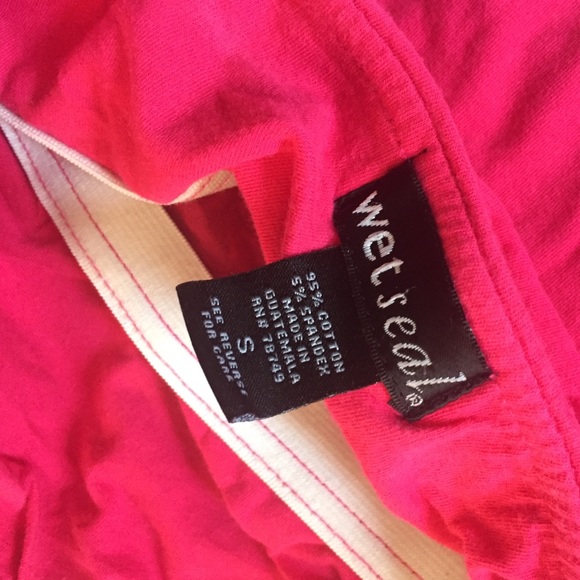 wet seal®
95% COTTON
5% SPANDEX
MADE IN
GUATEMALA
RN# 78749
S
SEE REVERSE
FOR CARE